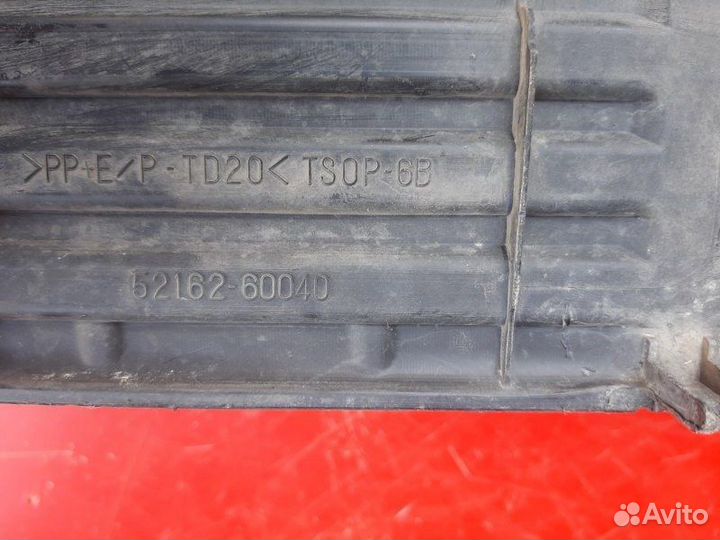 >PP+E/P-TD20< TSOP-6B
52162-60040
Avito